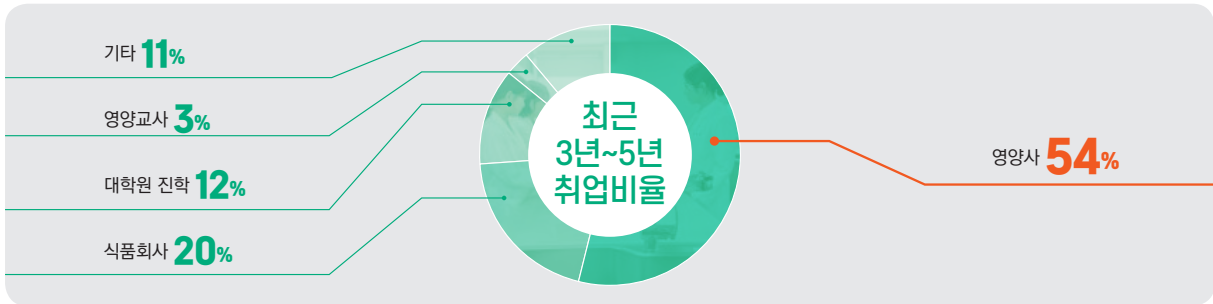 기타 11%
영양교사 3%
대학원 진학 12%
식품회사 20%
최근
3년~5년
취업비율
영양사 54%